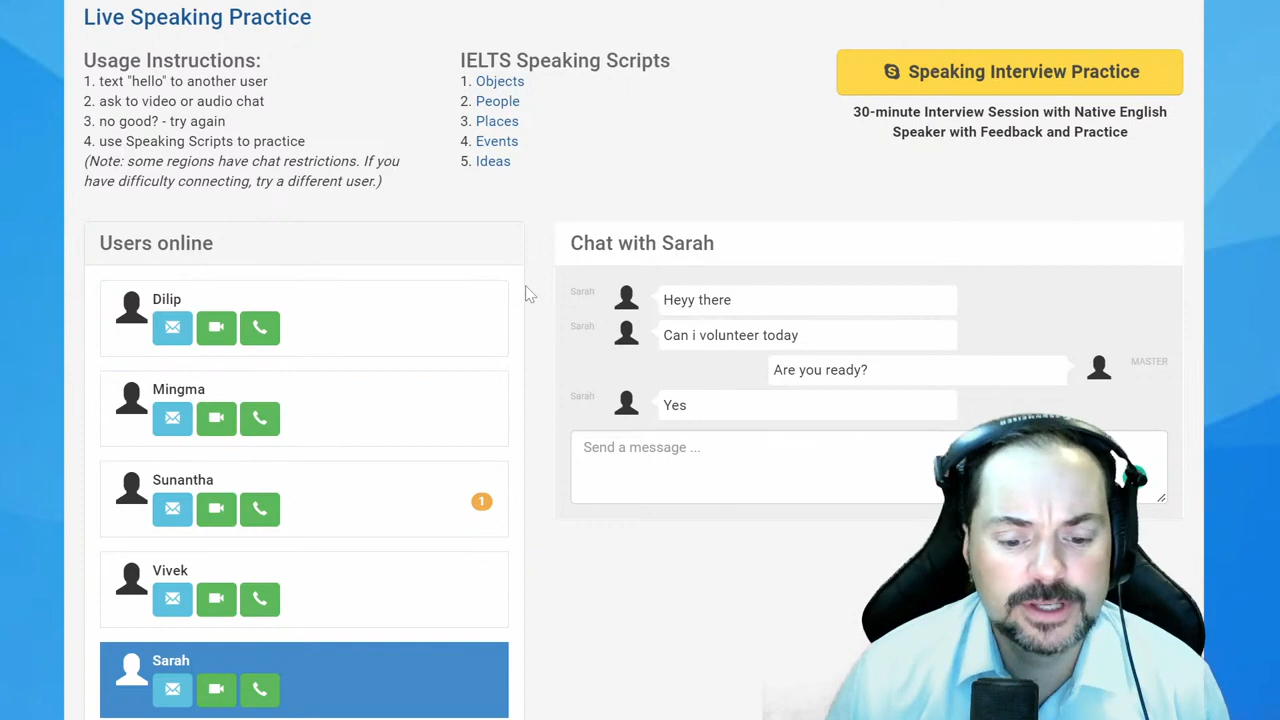 Live Speaking Practice
Usage Instructions:
1. text "hello" to another user
2. ask to video or audio chat
3. no good? - try again
4. use Speaking Scripts to practice
(Note: some regions have chat restrictions. If you
have difficulty connecting, try a different user.)
IELTS Speaking Scripts
1. Objects
2. People
3. Places
4. Events
5. Ideas
Speaking Interview Practice
30-minute Interview Session with Native English
Speaker with Feedback and Practice
Users online
Dilip
Mingma
Sunantha
1
Vivek
Sarah
Chat with Sarah
Sarah
Heyy there
Sarah
Can i volunteer today
Are you ready?
MASTER
Sarah
Yes
Send a message ...